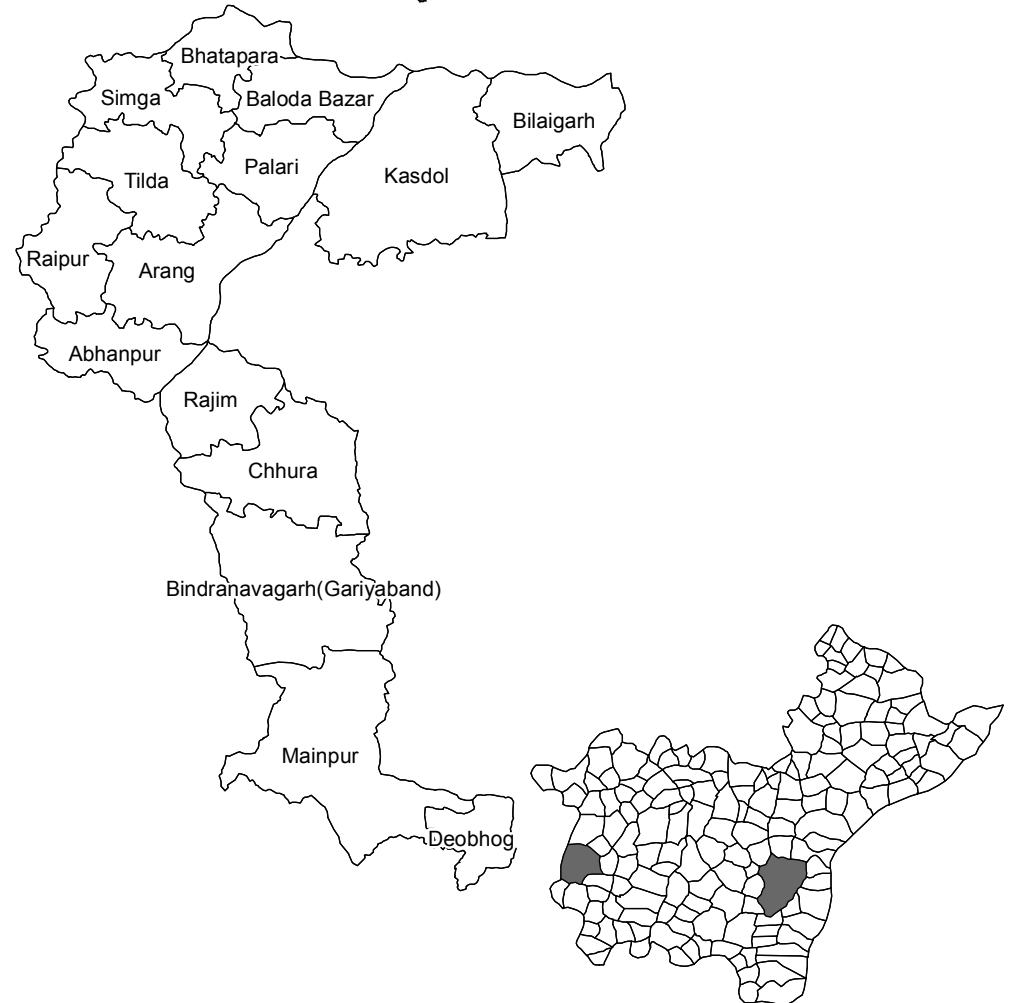 Bhatapara
Simga
Baloda Bazar
Bilaigarh
Palari
Kasdol
Tilda
Raipur
Arang
Abhanpur
Rajim
Chhura
Bindranavagarh(Gariyaband)
Mainpur
Deobhog